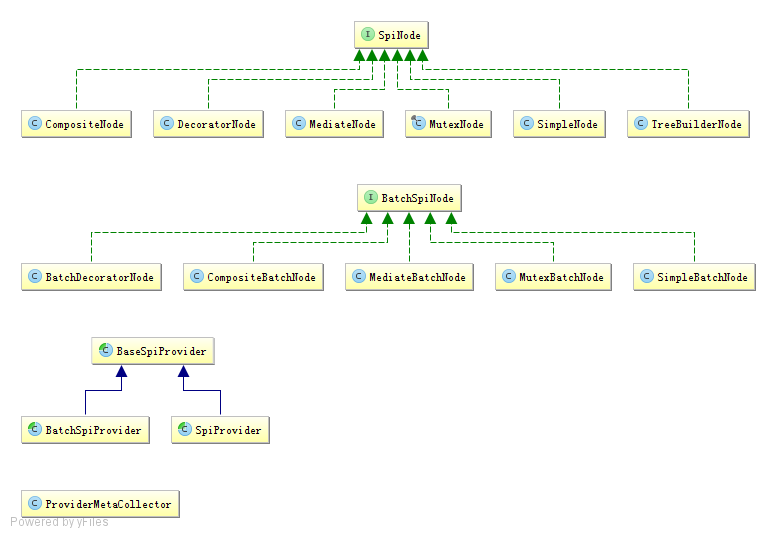 SpiNode
CompositeNode
DecoratorNode
MediateNode
MutexNode
SimpleNode
TreeBuilderNode
BatchSpiNode
BatchDecoratorNode
CompositeBatchNode
MediateBatchNode
MutexBatchNode
SimpleBatchNode
BaseSpiProvider
BatchSpiProvider
SpiProvider
ProviderMetaCollector
Powered by yFiles